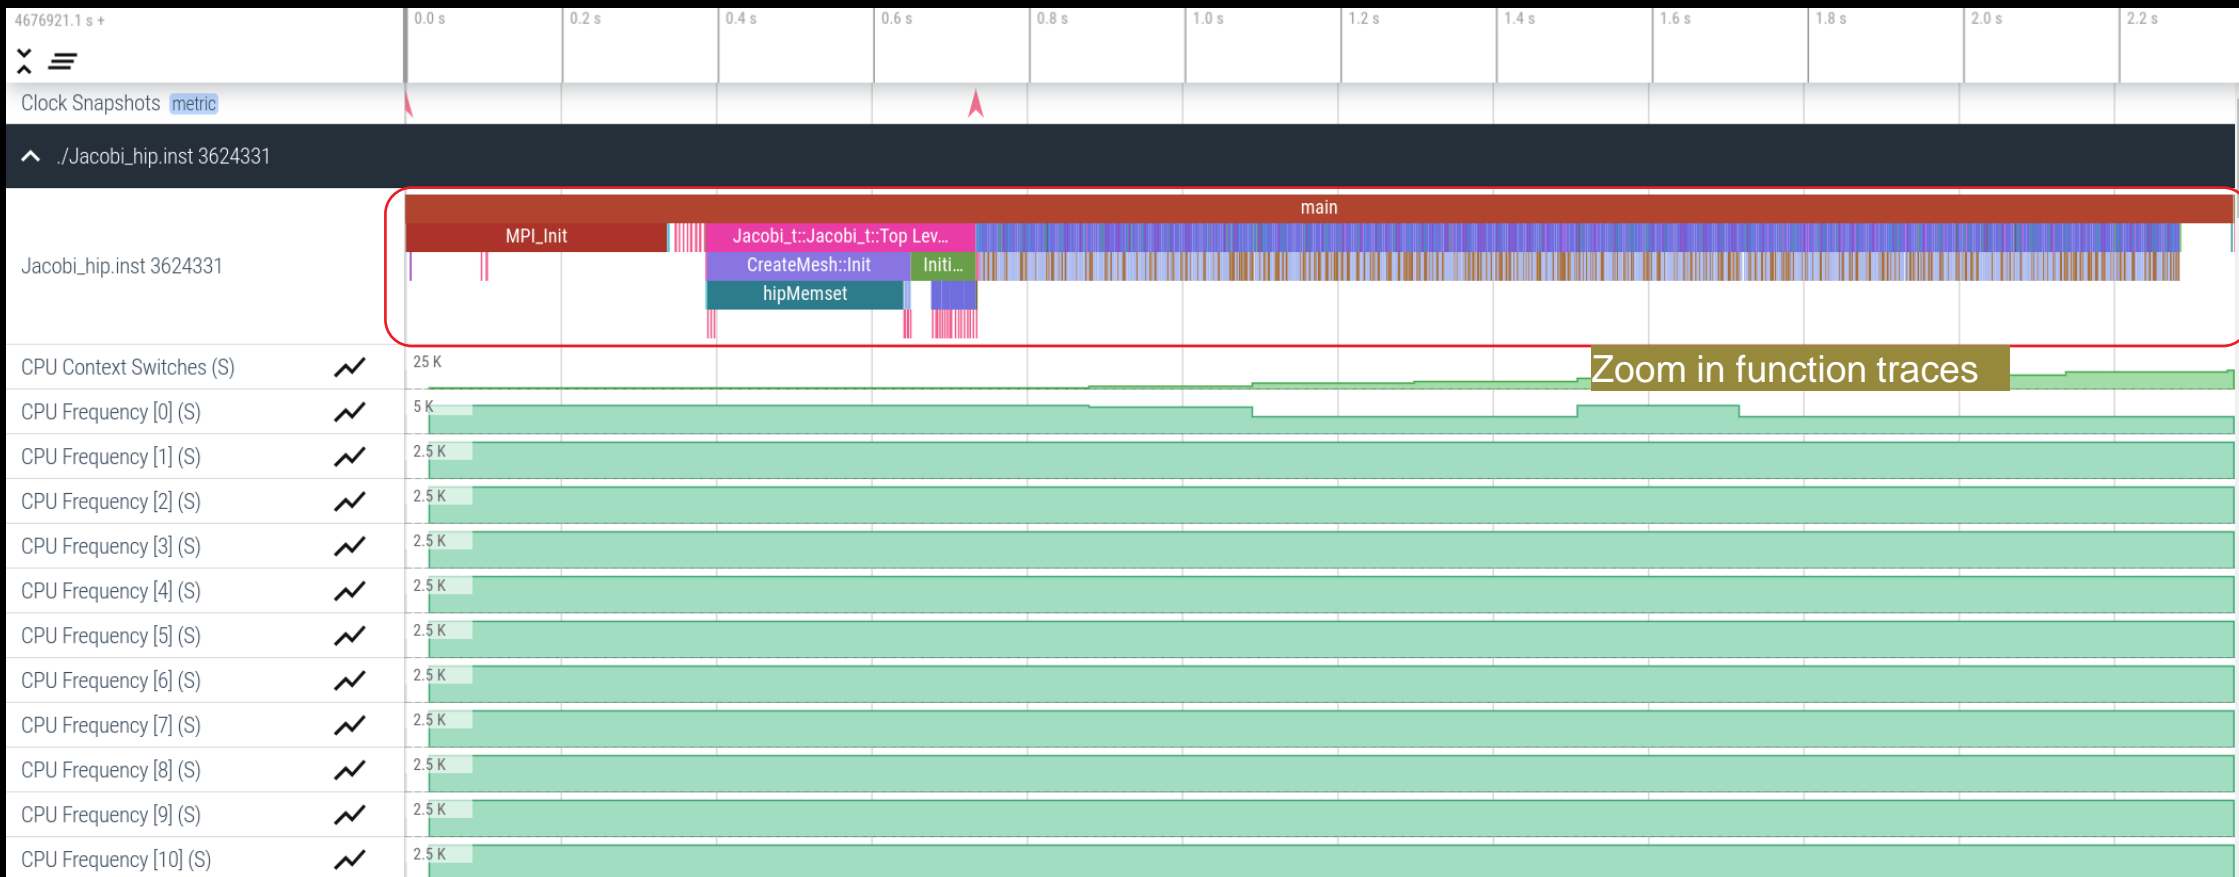 4676921.1 s +
0.0 s 0.2 s 0.4 s 0.6 s 0.8 s 1.0 s 1.2 s 1.4 s 1.6 s 1.8 s 2.0 s 2.2 s
Clock Snapshots metric
./Jacobi_hip.inst 3624331
main
MPI_Init Jacobi_t::Jacobi_t::Top Lev...
Jacobi_hip.inst 3624331
CreateMesh::Init Initi...
hipMemset
CPU Context Switches (S) 25 K
Zoom in function traces
CPU Frequency [0] (S) 5 K
CPU Frequency [1] (S) 2.5 K
CPU Frequency [2] (S) 2.5 K
CPU Frequency [3] (S) 2.5 K
CPU Frequency [4] (S) 2.5 K
CPU Frequency [5] (S) 2.5 K
CPU Frequency [6] (S) 2.5 K
CPU Frequency [7] (S) 2.5 K
CPU Frequency [8] (S) 2.5 K
CPU Frequency [9] (S) 2.5 K
CPU Frequency [10] (S) 2.5 K